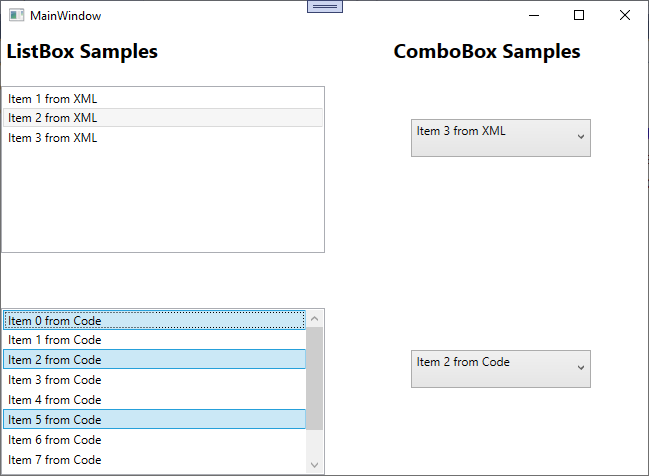 MainWindow
ListBox Samples
ComboBox Samples
Item 1 from XML
Item 2 from XML
Item 3 from XML
Item 3 from XML
Item 0 from Code
Item 1 from Code
Item 2 from Code
Item 3 from Code
Item 4 from Code
Item 5 from Code
Item 6 from Code
Item 7 from Code
Item 2 from Code